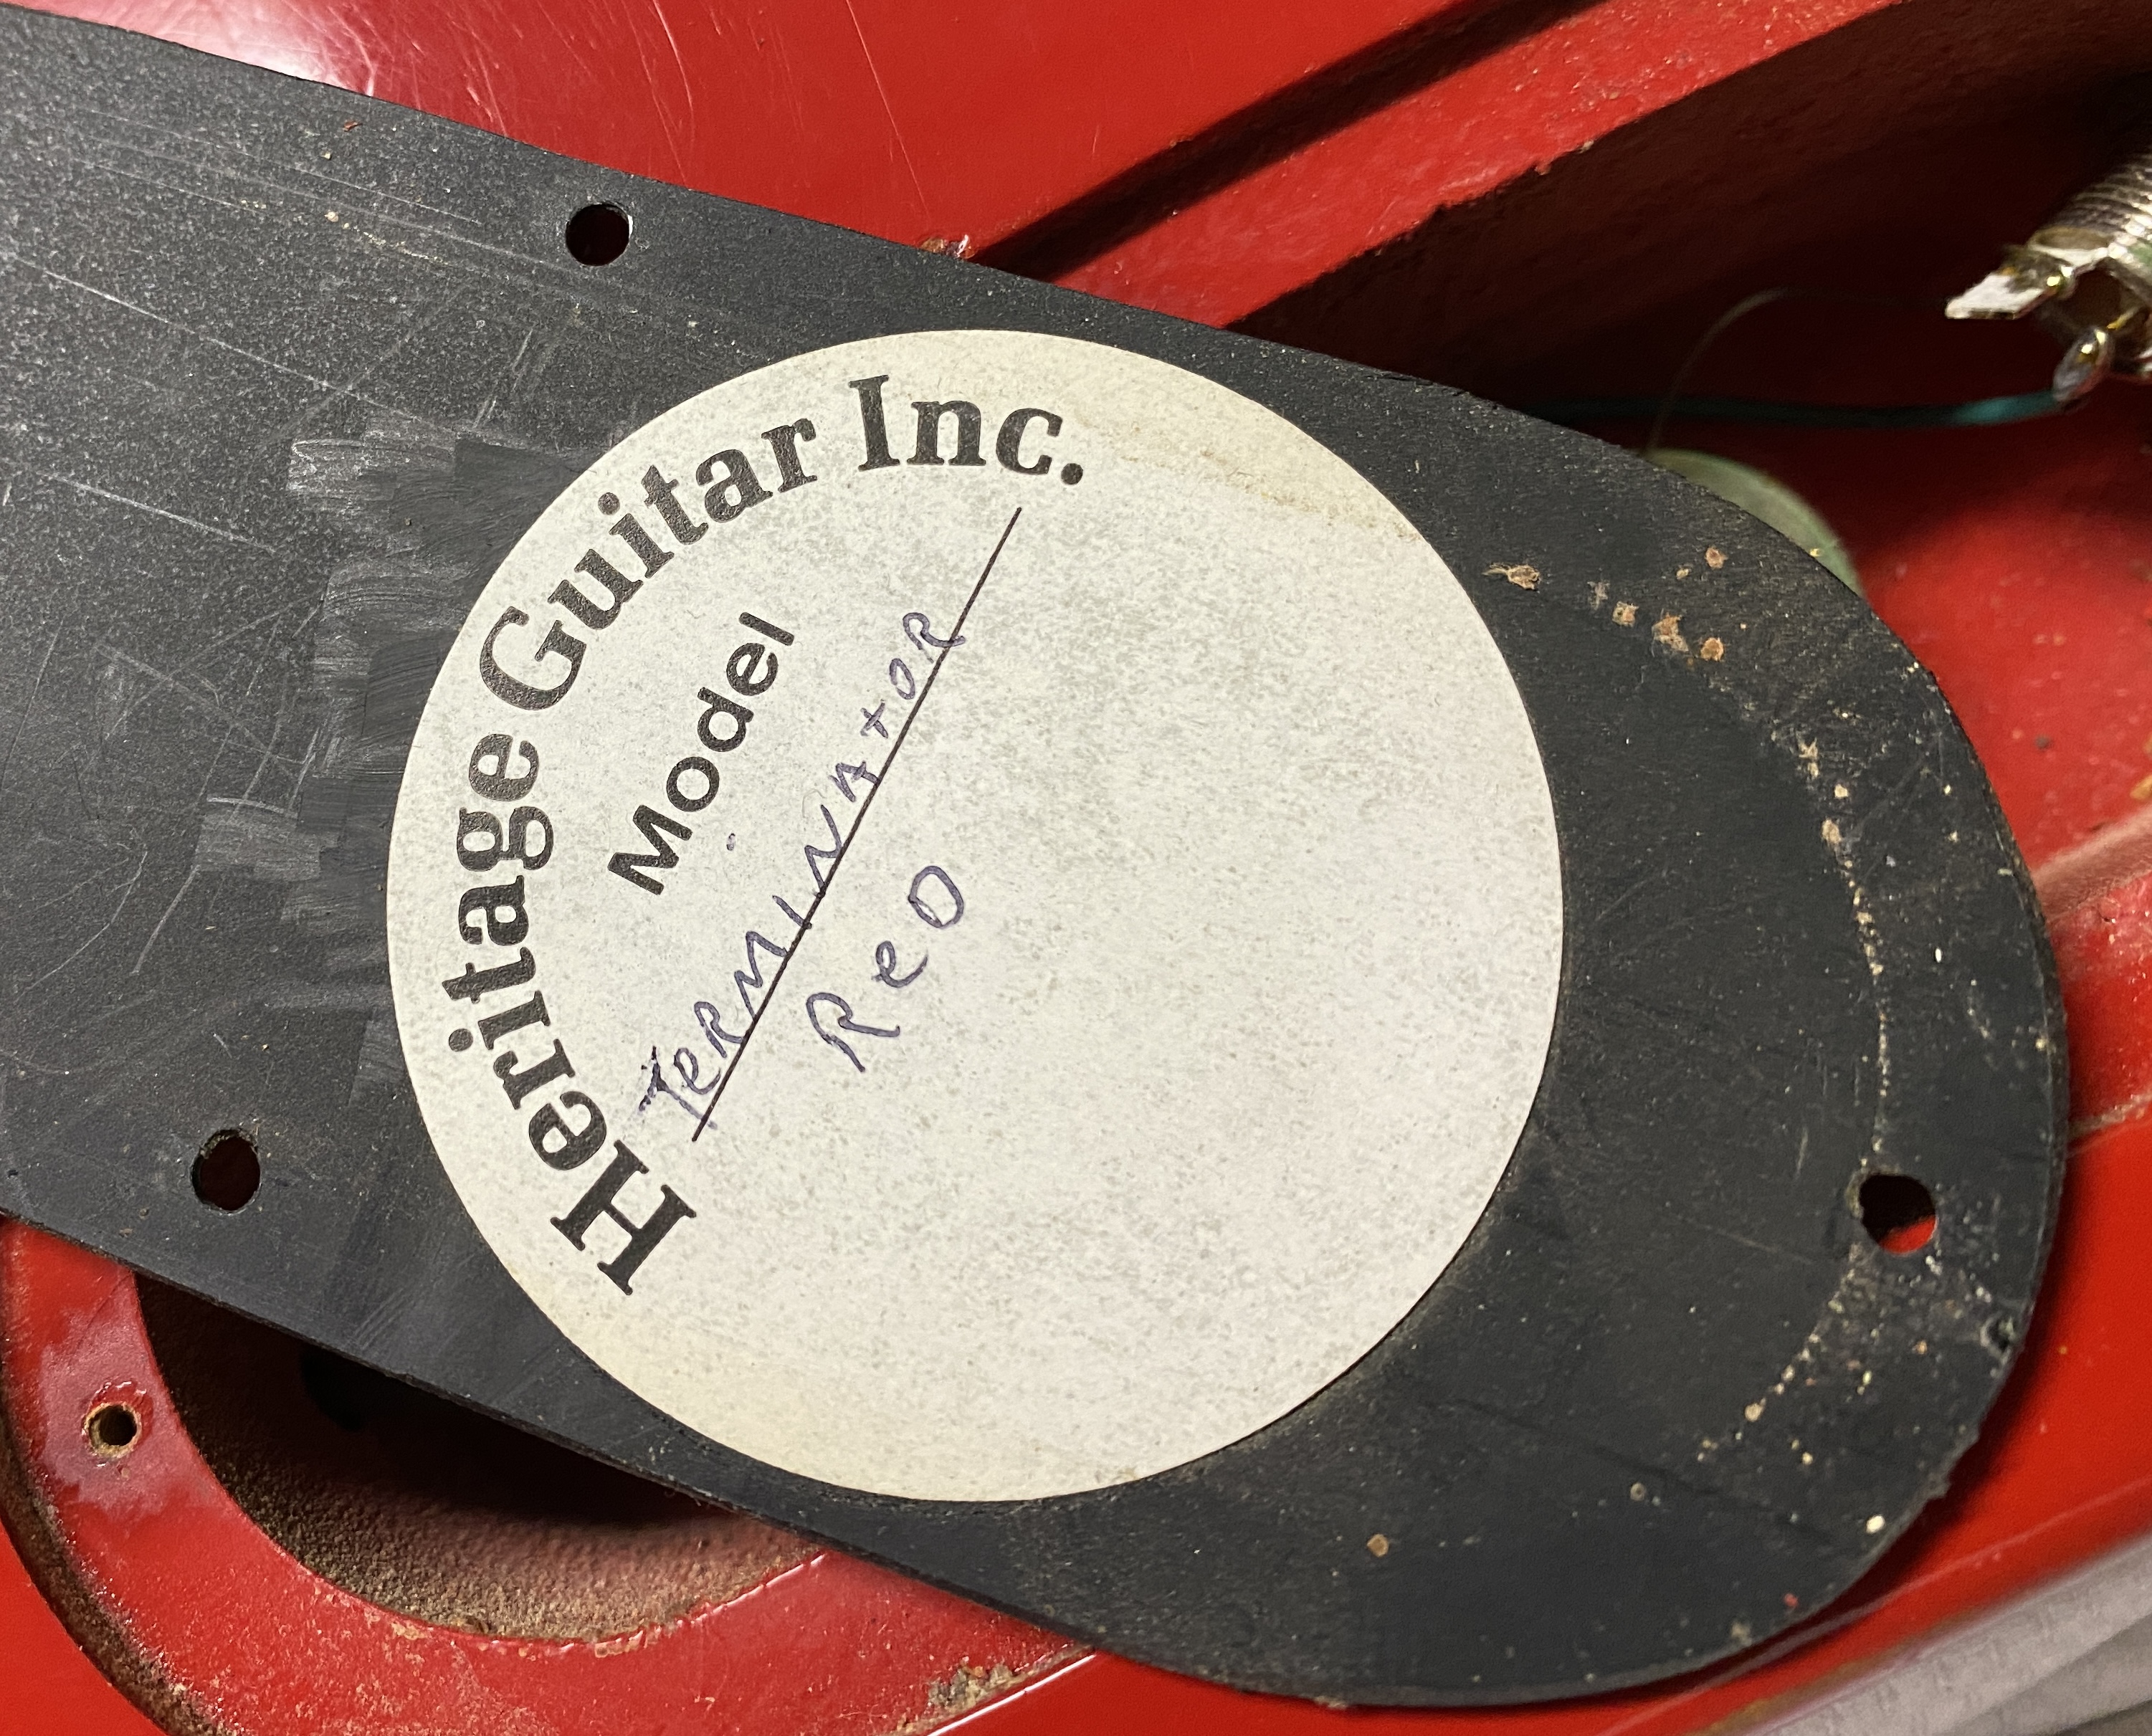 Heritage Guitar Inc.
Model
TeRMINAtOR
ReD